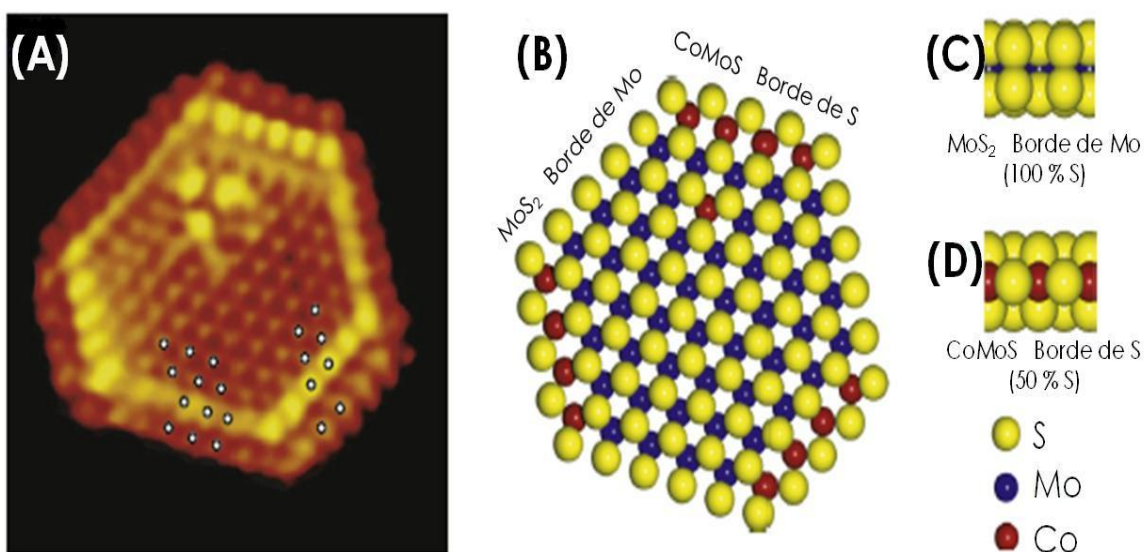 (A)
(B)
CoMoS Borde de S
MoS₂ Borde de Mo
(C)
MoS₂ Borde de Mo
(100 % S)
(D)
CoMoS Borde de S
(50 % S)
S
Mo
Co